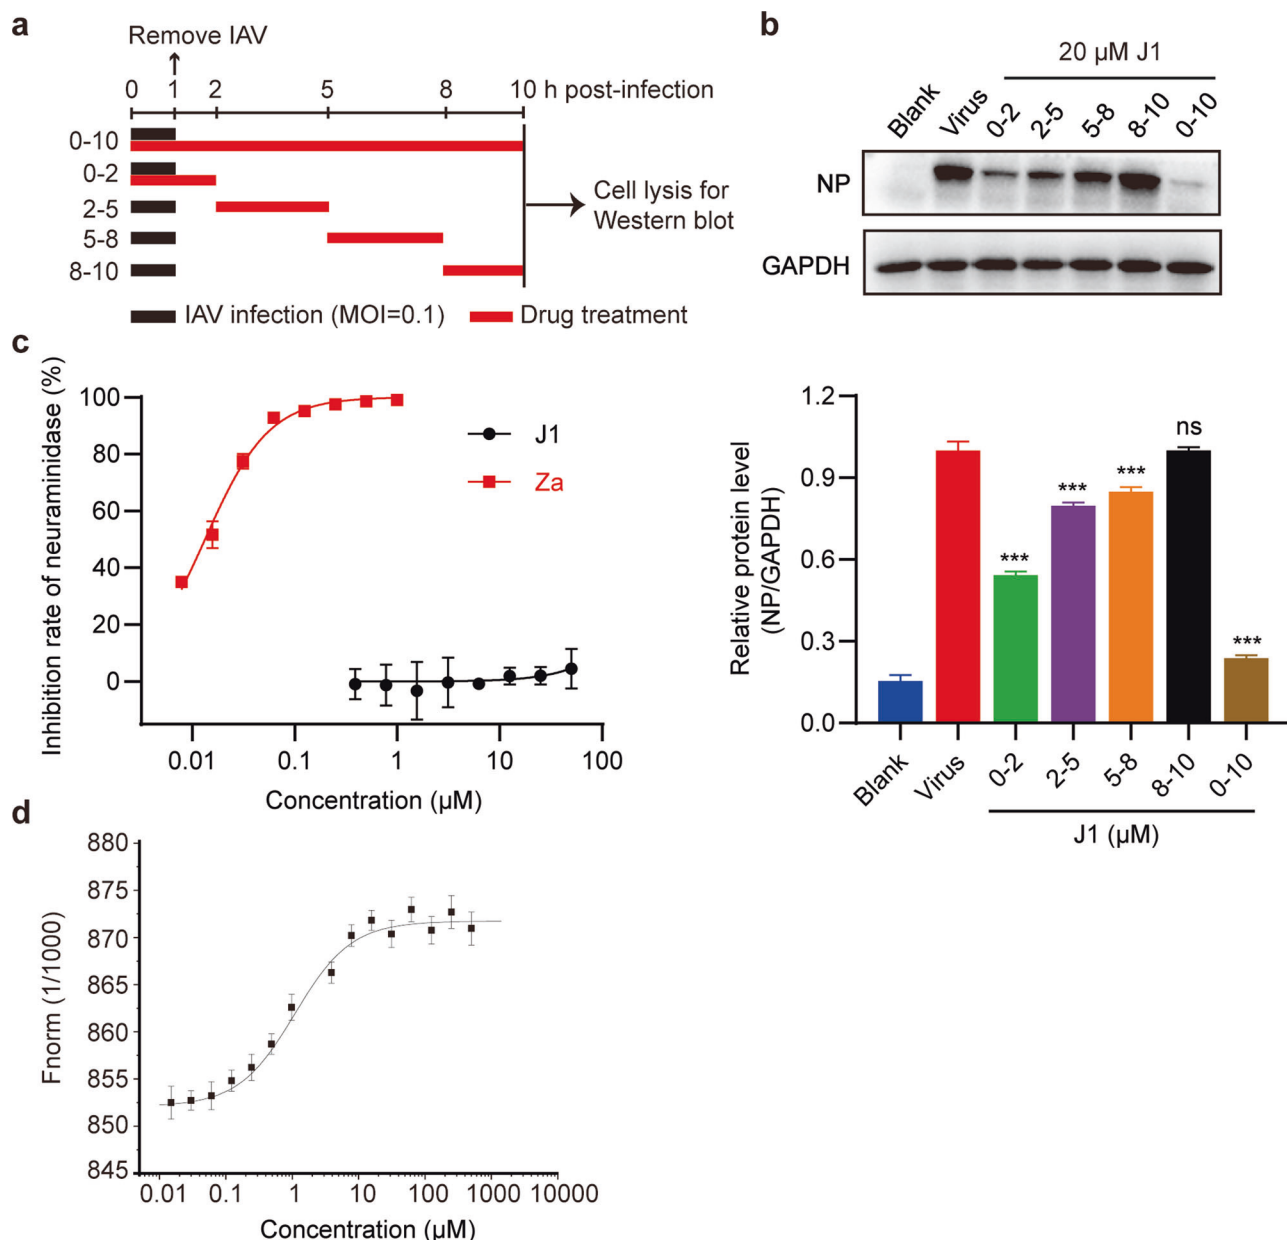 a
Remove IAV
0 1 2 5 8 10 h post-infection
0-10
0-2
2-5
5-8
8-10
Cell lysis for
Western blot
IAV infection (MOI=0.1) Drug treatment
b
20 µM J1
Blank Virus 0-2 2-5 5-8 8-10 0-10
NP
GAPDH
1.2
0.9
0.6
0.3
0.0
Relative protein level
(NP/GAPDH)
*** *** *** ns ***
Blank Virus 0-2 2-5 5-8 8-10 0-10
J1 (µM)
c
Inhibition rate of neuraminidase (%)
100
80
60
40
20
0
J1
Za
0.01 0.1 1 10 100
Concentration (µM)
d
Fnorm (1/1000)
880
875
870
865
860
855
850
845
0.01 0.1 1 10 100 1000 10000
Concentration (µM)